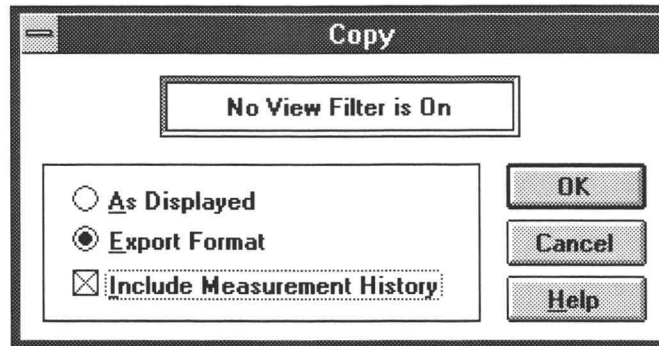 Copy
No View Filter is On
As Displayed
Export Format
Include Measurement History
OK
Cancel
Help